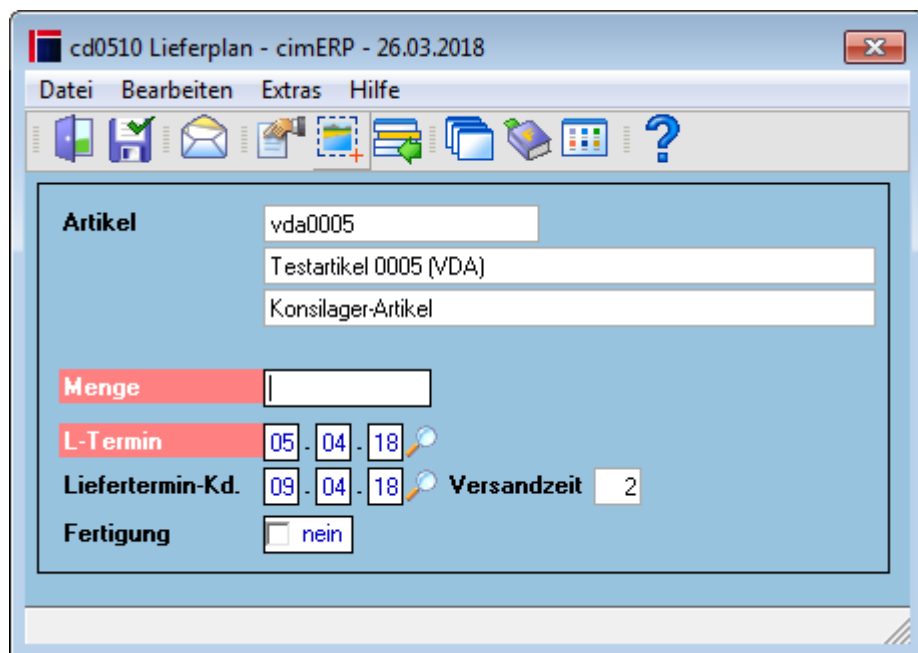 cd0510 Lieferplan - cimERP - 26.03.2018
Datei Bearbeiten Extras Hilfe
Artikel vda0005
Testartikel 0005 (VDA)
Konsilager-Artikel
Menge
L-Termin 05 . 04 . 18
Liefertermin-Kd. 09 . 04 . 18 Versandzeit 2
Fertigung nein